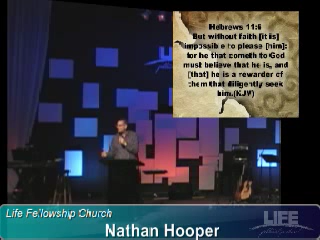 Hebrews 11:6
But without faith [it is]
impossible to please [him]:
for he that cometh to God
must believe that he is, and
[that] he is a rewarder of
them that diligently seek
him.(KJV)
Life Fellowship Church
LIFE
Nathan Hooper